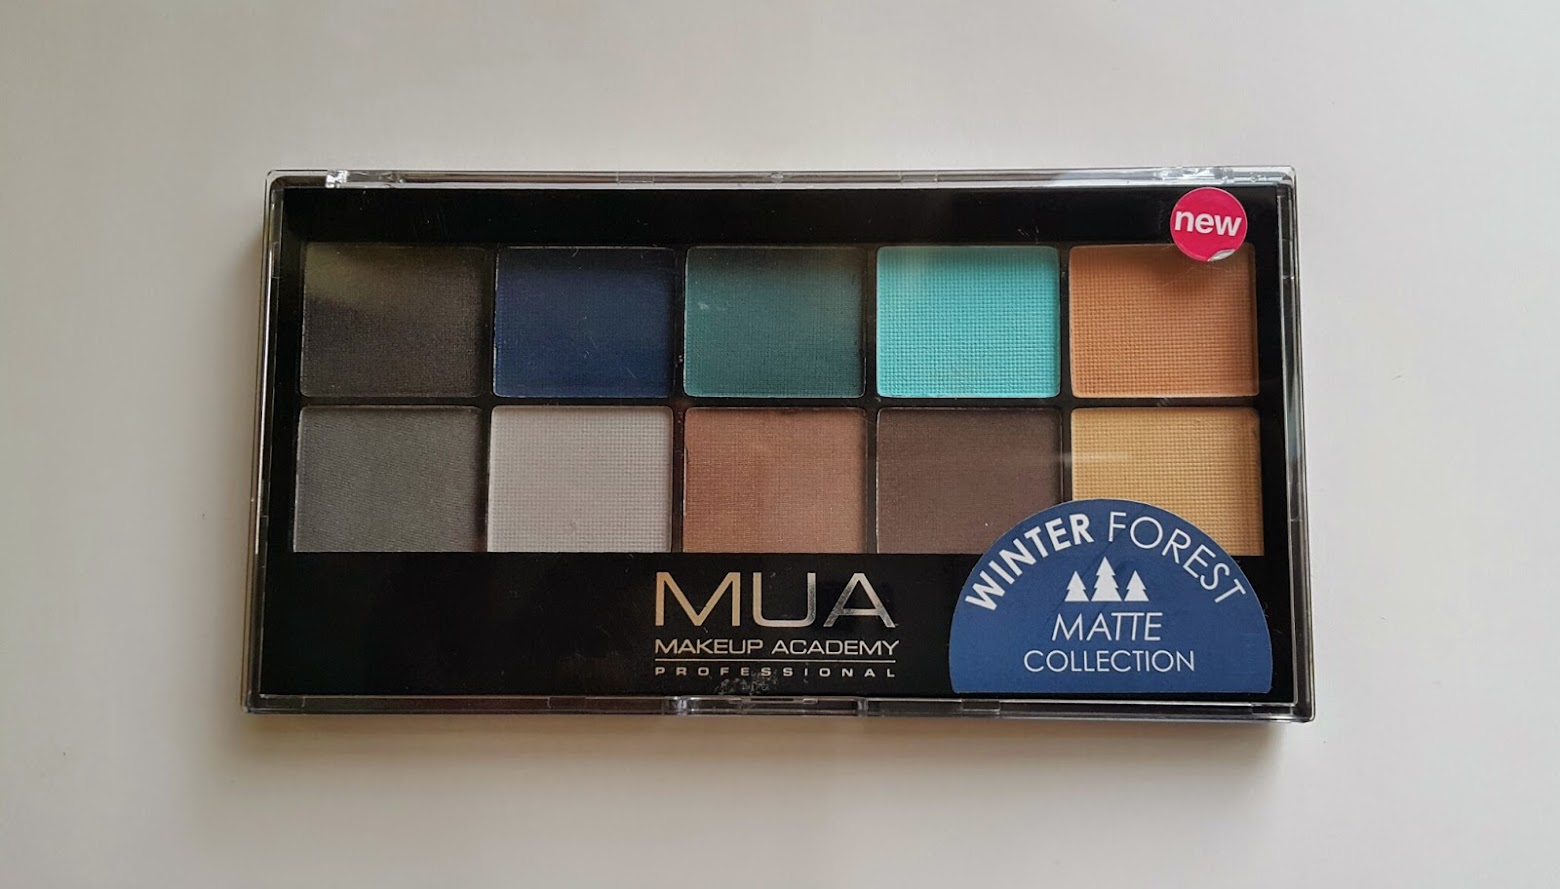 new
MUA
MAKEUP ACADEMY
PROFESSIONAL
WINTER FOREST
MATTE
COLLECTION